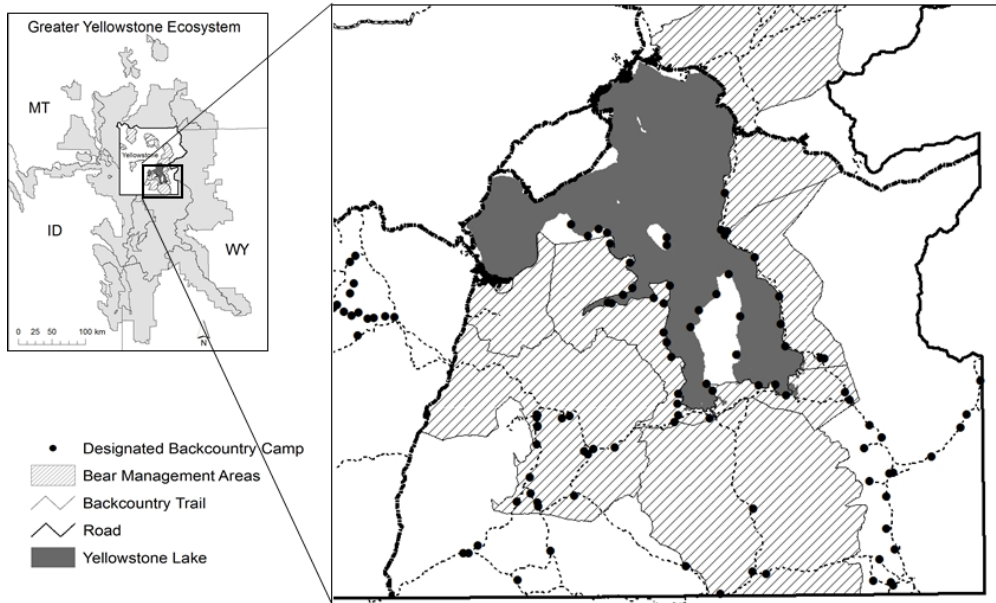 Greater Yellowstone Ecosystem
MT
Yellowstone
ID
WY
0 25 50 100 km
N
Designated Backcountry Camp
Bear Management Areas
Backcountry Trail
Road
Yellowstone Lake